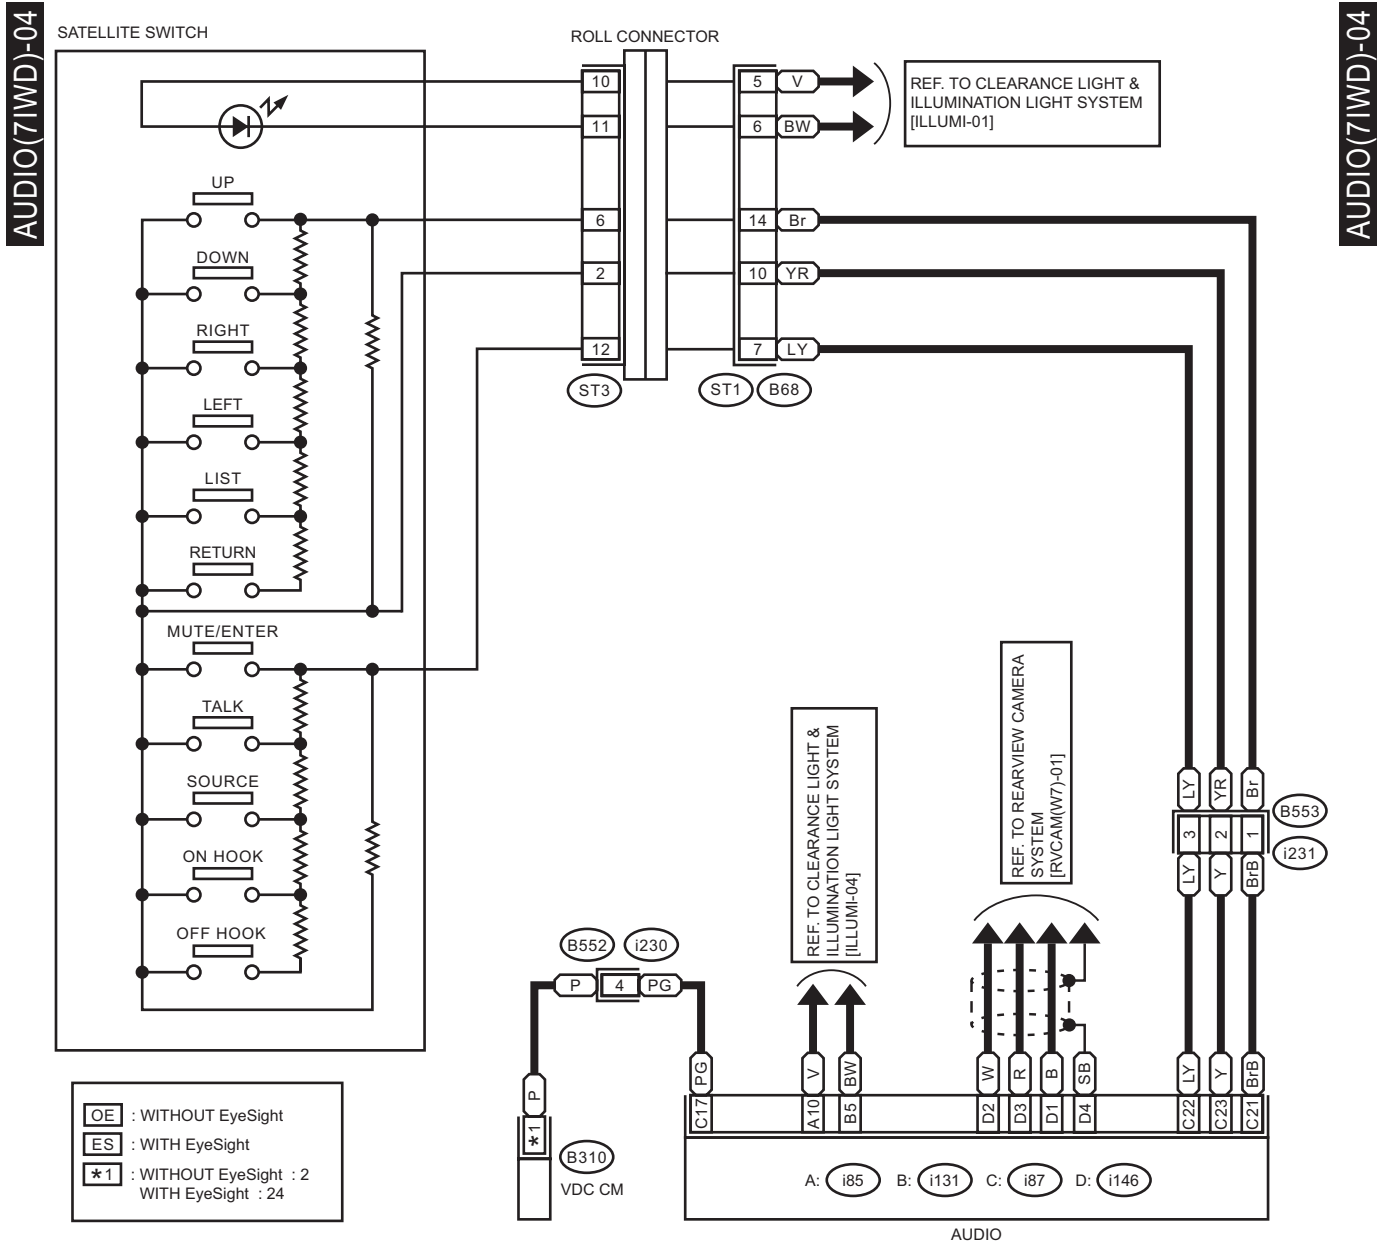 AUDIO(7IWD)-04
AUDIO(7IWD)-04
SATELLITE SWITCH
ROLL CONNECTOR
10
5
V
REF. TO CLEARANCE LIGHT &
ILLUMINATION LIGHT SYSTEM
[ILLUMI-01]
11
6
BW
UP
6
14
Br
DOWN
2
10
YR
RIGHT
12
7
LY
ST3
ST1
B68
LEFT
LIST
RETURN
MUTE/ENTER
TALK
SOURCE
ON HOOK
OFF HOOK
REF. TO CLEARANCE LIGHT &
ILLUMINATION LIGHT SYSTEM
[ILLUMI-04]
REF. TO REARVIEW CAMERA
SYSTEM
[RVCAM(W7)-01]
LY
YR
Br
B553
3
2
1
i231
LY
Y
BrB
B552
i230
P
4
PG
P
*1
B310
VDC CM
PG
V
BW
W
R
B
SB
LY
Y
BrB
C17
A10
B5
D2
D3
D1
D4
C22
C23
C21
A: i85 B: i131 C: i87 D: i146
AUDIO
OE : WITHOUT EyeSight
ES : WITH EyeSight
*1 : WITHOUT EyeSight : 2
WITH EyeSight : 24